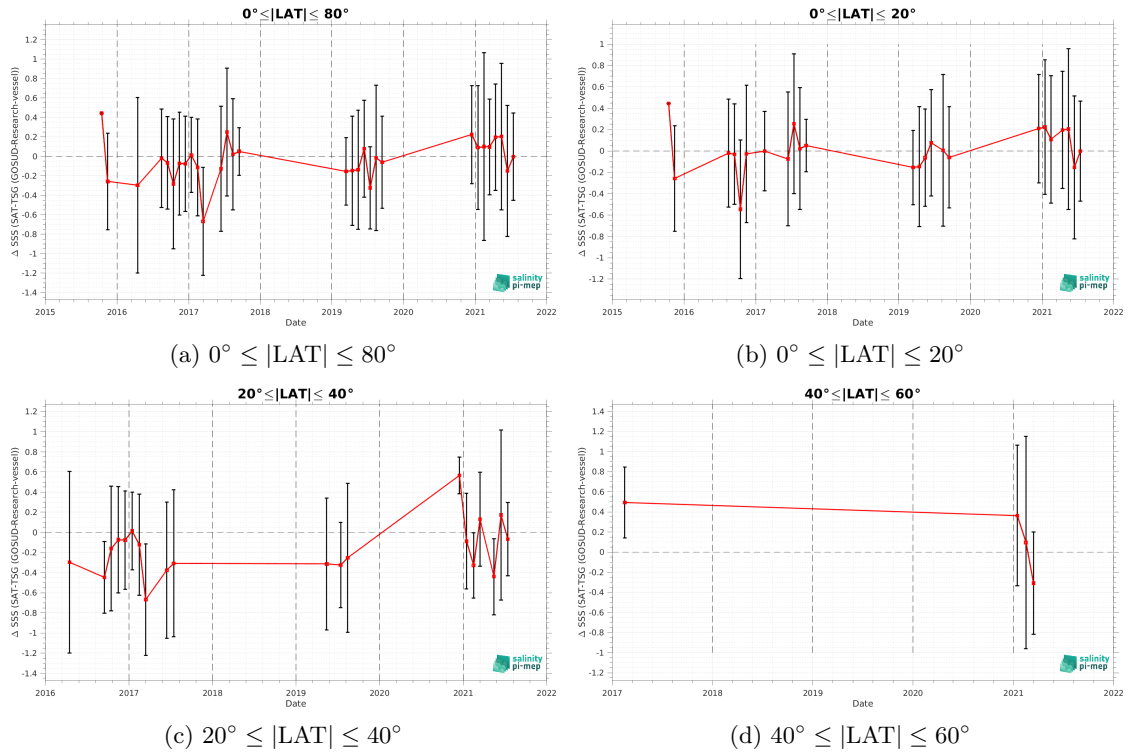 0°≤|LAT|≤ 80°
Δ SSS (SAT-TSG (GOSUD-Research-vessel))
1.2
1
0.8
0.6
0.4
0.2
0
-0.2
-0.4
-0.6
-0.8
-1
-1.2
-1.4
2015 2016 2017 2018 2019 2020 2021 2022
Date
salinity
pi-mep
(a) 0° ≤ |LAT| ≤ 80°
0°≤|LAT|≤ 20°
Δ SSS (SAT-TSG (GOSUD-Research-vessel))
1
0.8
0.6
0.4
0.2
0
-0.2
-0.4
-0.6
-0.8
-1
-1.2
2015 2016 2017 2018 2019 2020 2021 2022
Date
salinity
pi-mep
(b) 0° ≤ |LAT| ≤ 20°
20°≤|LAT|≤ 40°
Δ SSS (SAT-TSG (GOSUD-Research-vessel))
1.2
1
0.8
0.6
0.4
0.2
0
-0.2
-0.4
-0.6
-0.8
-1
-1.2
-1.4
2016 2017 2018 2019 2020 2021 2022
Date
salinity
pi-mep
(c) 20° ≤ |LAT| ≤ 40°
40°≤|LAT|≤ 60°
Δ SSS (SAT-TSG (GOSUD-Research-vessel))
1.4
1.2
1
0.8
0.6
0.4
0.2
0
-0.2
-0.4
-0.6
-0.8
-1
-1.2
2017 2018 2019 2020 2021 2022
Date
salinity
pi-mep
(d) 40° ≤ |LAT| ≤ 60°